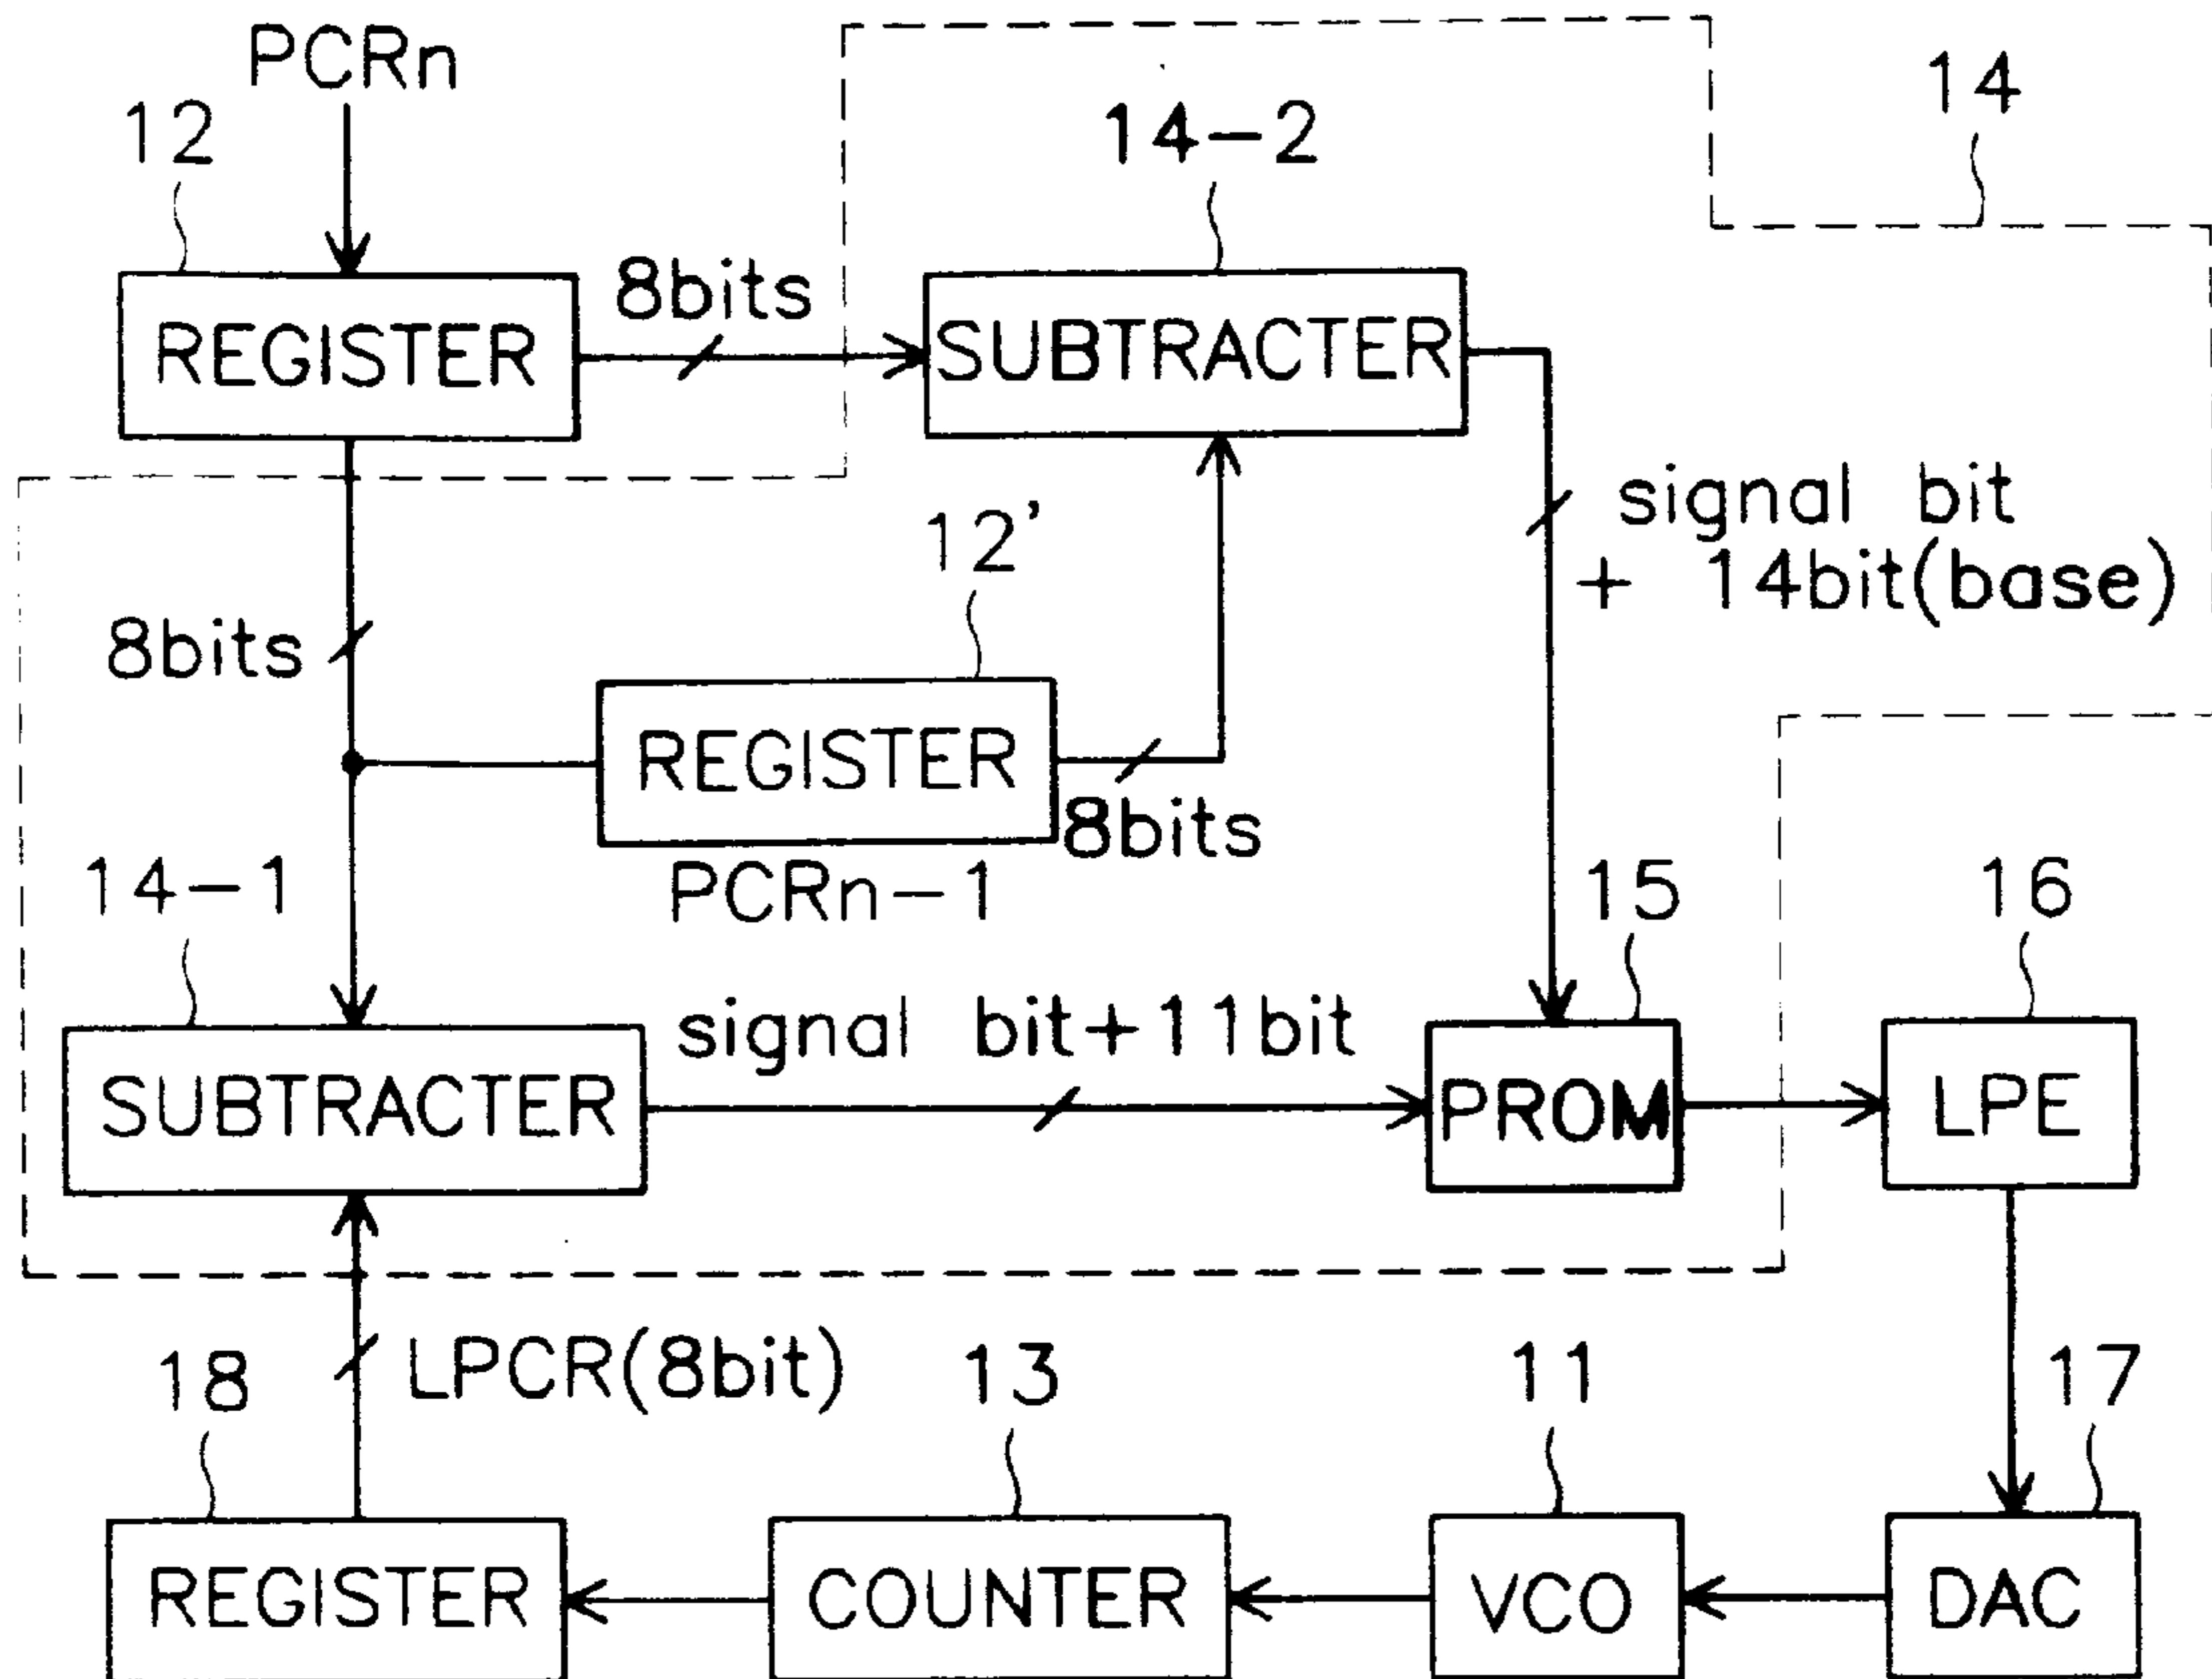 PCRn
12
14
14-2
8bits
REGISTER
SUBTRACTER
signal bit
+ 14bit(base)
12'
8bits
REGISTER
8bits
PCRn-1
14-1
15
16
signal bit+11bit
SUBTRACTER
PROM
LPE
LPCR(8bit)
18
13
11
17
REGISTER
COUNTER
VCO
DAC